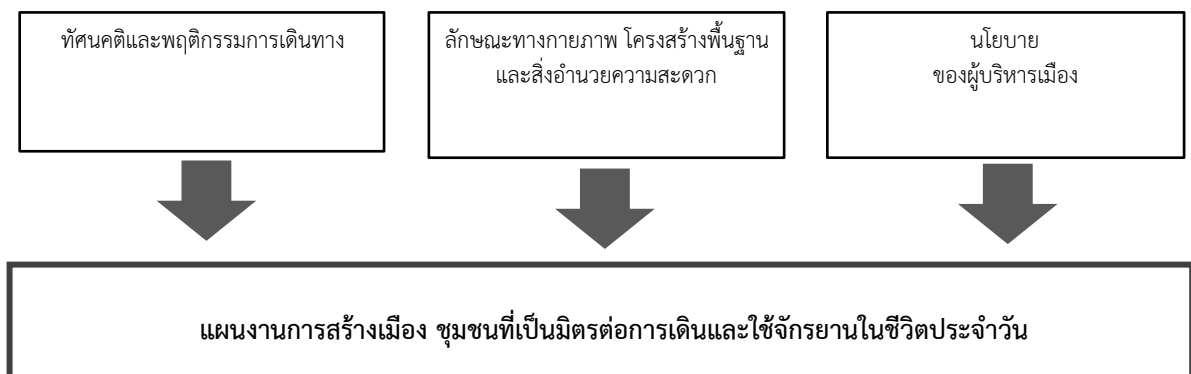 ทัศนคติและพฤติกรรมการเดินทาง
ลักษณะทางกายภาพ โครงสร้างพื้นฐาน
และสิ่งอำนวยความสะดวก
นโยบาย
ของผู้บริหารเมือง
แผนงานการสร้างเมือง ชุมชนที่เป็นมิตรต่อการเดินและใช้จักรยานในชีวิตประจำวัน